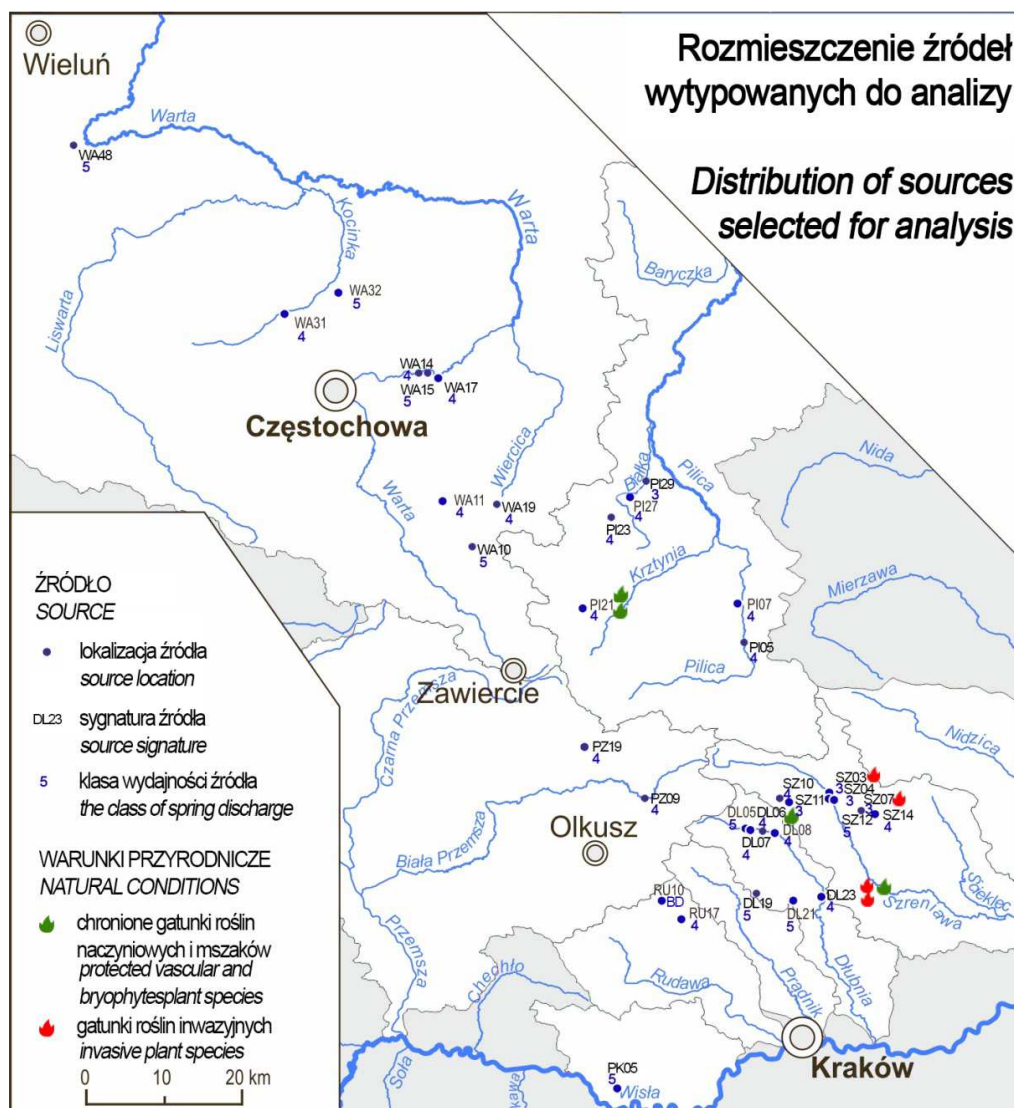 Rozmieszczenie źródeł
wytypowanych do analizy
Distribution of sources
selected for analysis
Wieluń
Warta
WA48
5
Kocinka
Warta
Baryczka
Liswarta
WA32
5
WA31
4
WA14
4
WA15
5
WA17
4
Częstochowa
Wiercica
Warta
Białka
Pilica
Nida
PI29
3
PI27
4
PI23
4
WA11
4
WA19
4
WA10
5
Krztynia
Mierzawa
PI21
4
PI07
4
PI05
4
Pilica
Zawiercie
Czarna Przemsza
Nidzica
PZ19
4
PZ09
4
Olkusz
Biała Przemsza
SZ10
4
SZ11
3
SZ03
3
SZ04
3
SZ07
3
SZ12
5
SZ14
4
DL05
5
DL06
4
DL07
4
DL08
4
RU10
BD
RU17
4
DL19
5
DL21
5
DL23
4
Ścieklec
Szreniawa
Przemsza
Chechło
Rudawa
Prądnik
Dłubnia
Kraków
Soła
PK05
5
Wisła
ŹRÓDŁO
SOURCE
lokalizacja źródła
source location
DL23 sygnatura źródła
source signature
5 klasa wydajności źródła
the class of spring discharge
WARUNKI PRZYRODNICZE
NATURAL CONDITIONS
chronione gatunki roślin
naczyniowych i mszaków
protected vascular and
bryophytesplant species
gatunki roślin inwazyjnych
invasive plant species
0 10 20 km